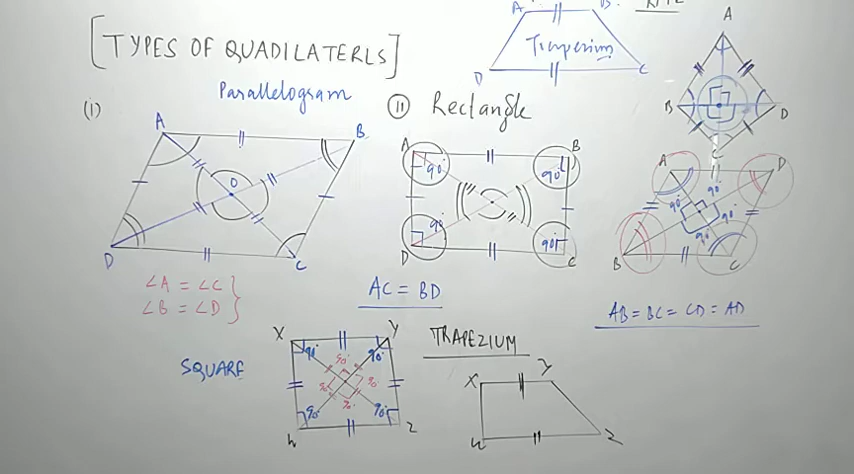 [TYPES OF QUADILATERLS]
A B
Trapezium
D C
KITE
A
B D
C
(I) Parallelogram
A B
O
D C
∠A = ∠C
∠B = ∠D
(II) Rectangle
A B
90° 90°
90° 90°
D C
AC = BD
A D
90°
90° 90°
90°
B C
AB = BC = CD = AD
SQUARE
X Y
90° 90°
90°
90° 90°
90°
90° 90°
W Z
TRAPEZIUM
X Y
W Z